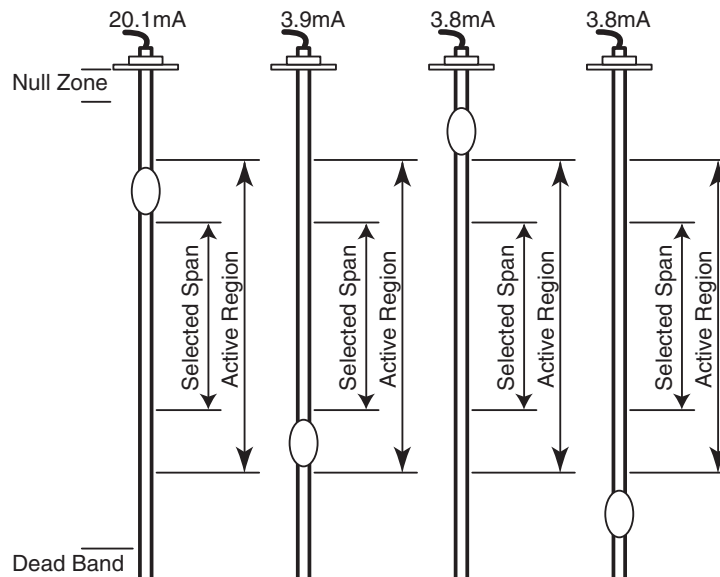 20.1mA 3.9mA 3.8mA 3.8mA
Null Zone
Selected Span
Active Region
Selected Span
Active Region
Selected Span
Active Region
Selected Span
Active Region
Dead Band